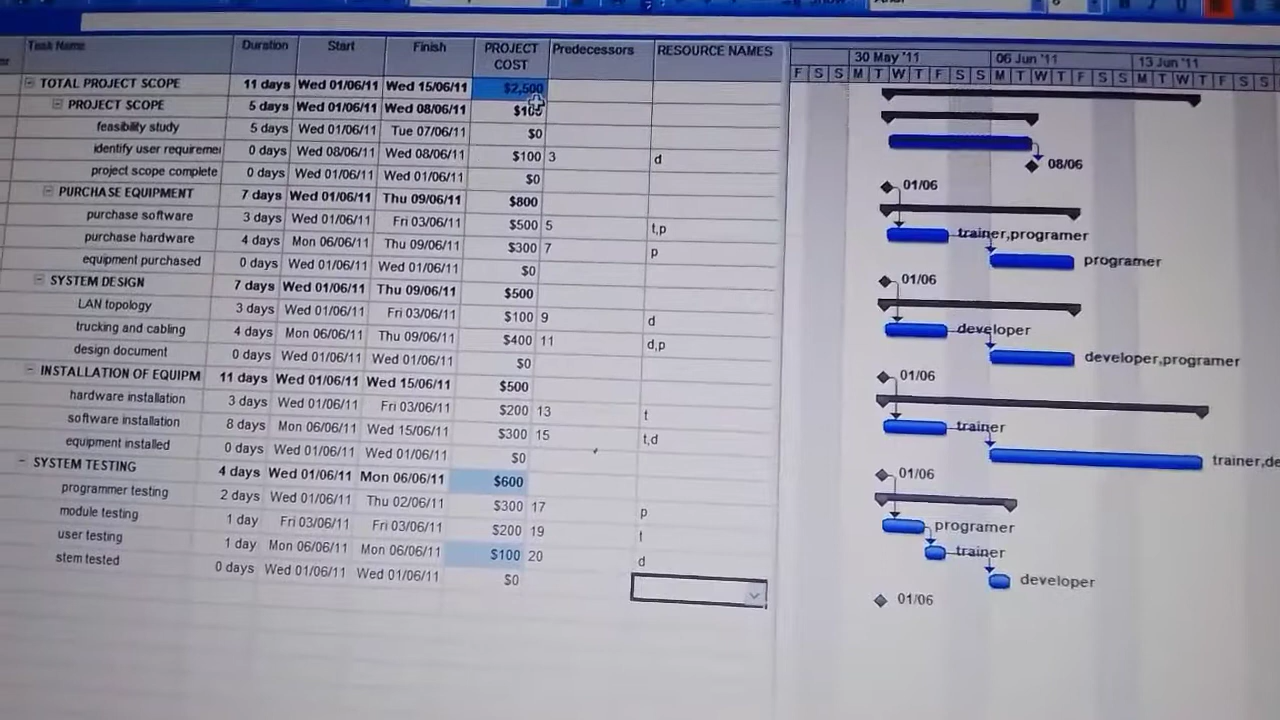 Task Name Duration Start Finish PROJECT COST Predecessors RESOURCE NAMES
30 May '11 06 Jun '11 13 Jun '11
F S S M T W T F S S M T W T F S S M T W T F S S
TOTAL PROJECT SCOPE 11 days Wed 01/06/11 Wed 15/06/11 $2,500
PROJECT SCOPE 5 days Wed 01/06/11 Wed 08/06/11 $100
feasibility study 5 days Wed 01/06/11 Tue 07/06/11 $0
identify user requiremen 0 days Wed 08/06/11 Wed 08/06/11 $100 3 d 08/06
project scope complete 0 days Wed 01/06/11 Wed 01/06/11 $0 01/06
PURCHASE EQUIPMENT 7 days Wed 01/06/11 Thu 09/06/11 $800
purchase software 3 days Wed 01/06/11 Fri 03/06/11 $500 5 t,p trainer,programer
purchase hardware 4 days Mon 06/06/11 Thu 09/06/11 $300 7 p programer
equipment purchased 0 days Wed 01/06/11 Wed 01/06/11 $0 01/06
SYSTEM DESIGN 7 days Wed 01/06/11 Thu 09/06/11 $500
LAN topology 3 days Wed 01/06/11 Fri 03/06/11 $100 9 d developer
trucking and cabling 4 days Mon 06/06/11 Thu 09/06/11 $400 11 d,p developer,programer
design document 0 days Wed 01/06/11 Wed 01/06/11 $0 01/06
INSTALLATION OF EQUIPM 11 days Wed 01/06/11 Wed 15/06/11 $500
hardware installation 3 days Wed 01/06/11 Fri 03/06/11 $200 13 t trainer
software installation 8 days Mon 06/06/11 Wed 15/06/11 $300 15 t,d trainer,de
equipment installed 0 days Wed 01/06/11 Wed 01/06/11 $0 01/06
SYSTEM TESTING 4 days Wed 01/06/11 Mon 06/06/11 $600
programmer testing 2 days Wed 01/06/11 Thu 02/06/11 $300 17 p programer
module testing 1 day Fri 03/06/11 Fri 03/06/11 $200 19 t trainer
user testing 1 day Mon 06/06/11 Mon 06/06/11 $100 20 d developer
stem tested 0 days Wed 01/06/11 Wed 01/06/11 $0 01/06